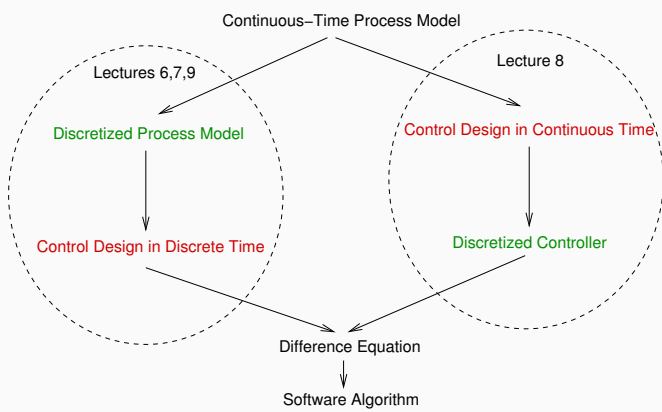 Continuous−Time Process Model
Lectures 6,7,9
Lecture 8
Discretized Process Model
Control Design in Continuous Time
Control Design in Discrete Time
Discretized Controller
Difference Equation
Software Algorithm